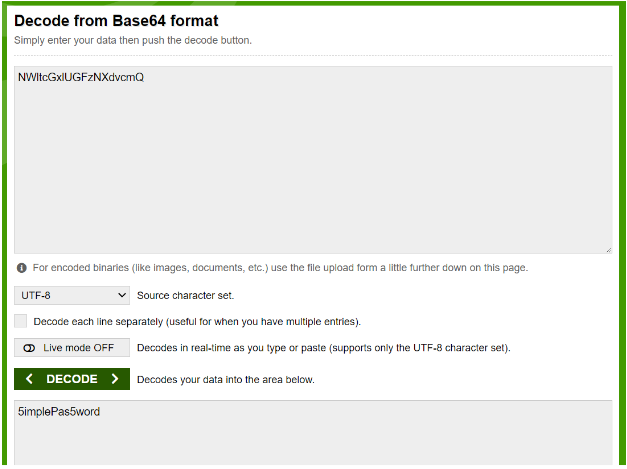 Decode from Base64 format
Simply enter your data then push the decode button.
NWltcGxlUGFzNXdvcmQ
For encoded binaries (like images, documents, etc.) use the file upload form a little further down on this page.
UTF-8 Source character set.
Decode each line separately (useful for when you have multiple entries).
Live mode OFF Decodes in real-time as you type or paste (supports only the UTF-8 character set).
< DECODE > Decodes your data into the area below.
5implePas5word